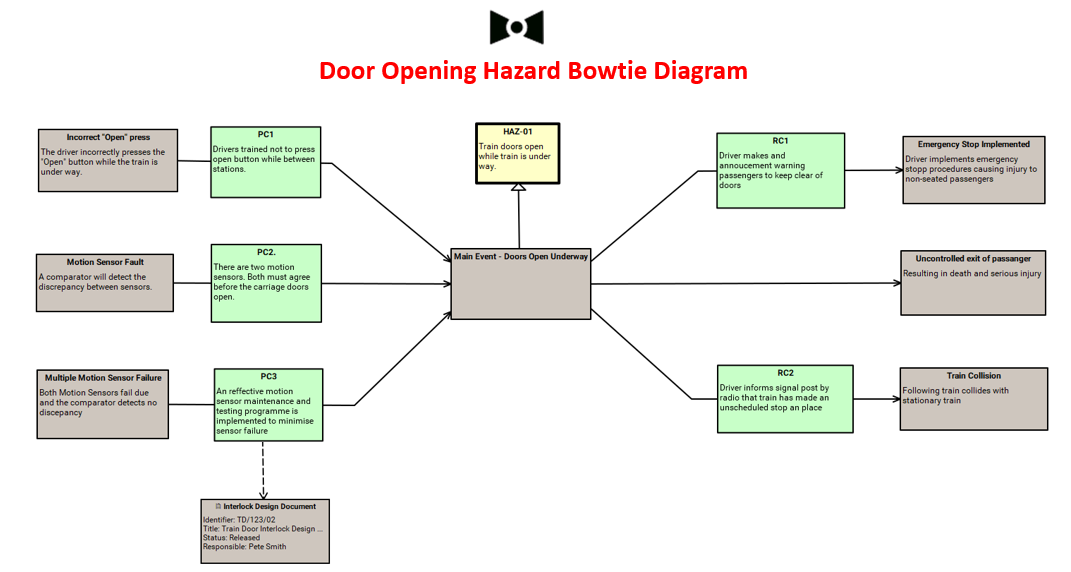 Door Opening Hazard Bowtie Diagram
Incorrect "Open" press
The driver incorrectly presses the
"Open" button while the train is
under way.
PC1
Drivers trained not to press
open button while between
stations.
HAZ-01
Train doors open
while train is under
way.
RC1
Driver makes and
annoucement warning
passengers to keep clear of
doors
Emergency Stop Implemented
Driver implements emergency
stopp procedures causing injury to
non-seated passengers
Motion Sensor Fault
A comparator will detect the
discrepancy between sensors.
PC2.
There are two motion
sensors. Both must agree
before the carriage doors
open.
Main Event - Doors Open Underway
Uncontrolled exit of passanger
Resulting in death and serious injury
Multiple Motion Sensor Failure
Both Motion Sensors fail due
and the comparator detects no
discepancy
PC3
An reffective motion
sensor maintenance and
testing programme is
implemented to minimise
sensor failure
RC2
Driver informs signal post by
radio that train has made an
unscheduled stop an place
Train Collision
Following train collides with
stationary train
Interlock Design Document
Identifier: TD/123/02
Title: Train Door Interlock Design ...
Status: Released
Responsible: Pete Smith